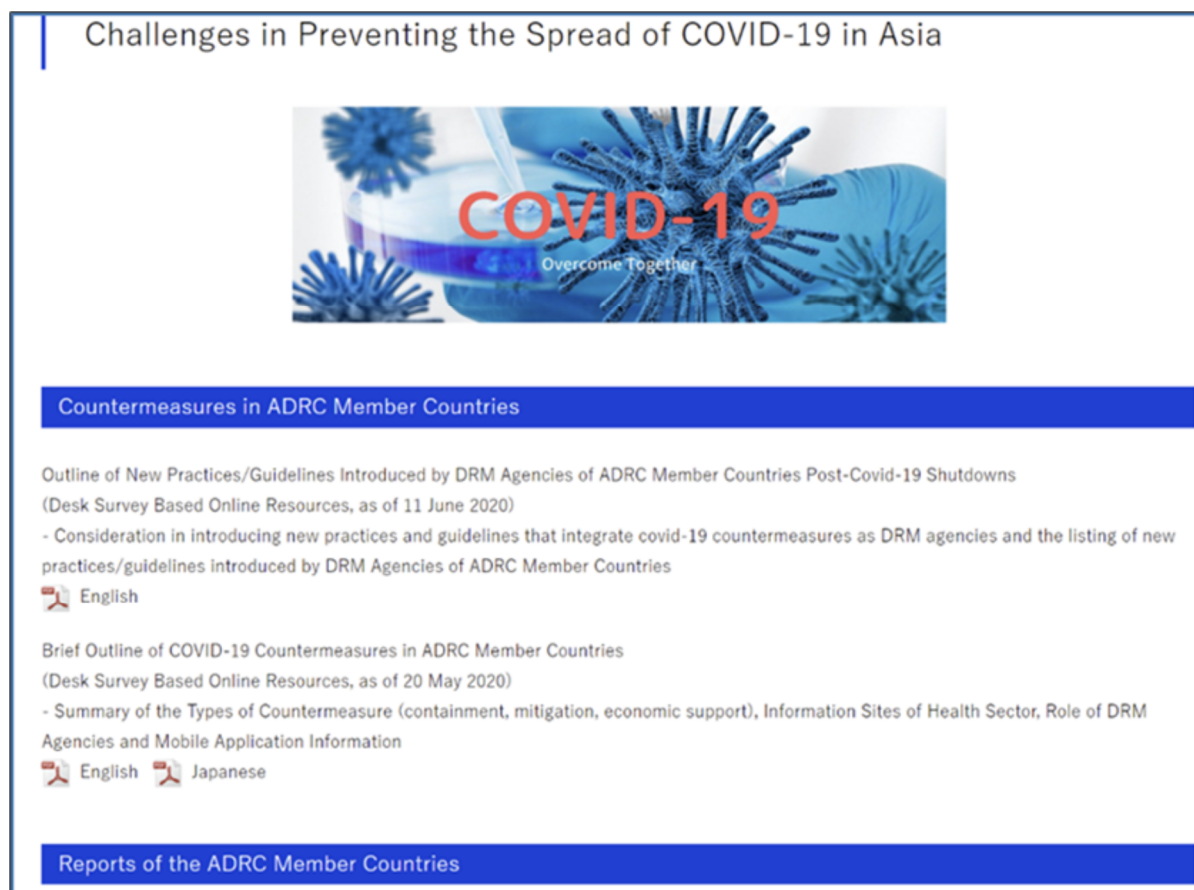 Challenges in Preventing the Spread of COVID-19 in Asia
COVID-19
Overcome Together
Countermeasures in ADRC Member Countries
Outline of New Practices/Guidelines Introduced by DRM Agencies of ADRC Member Countries Post-Covid-19 Shutdowns
(Desk Survey Based Online Resources, as of 11 June 2020)
- Consideration in introducing new practices and guidelines that integrate covid-19 countermeasures as DRM agencies and the listing of new
practices/guidelines introduced by DRM Agencies of ADRC Member Countries
English
Brief Outline of COVID-19 Countermeasures in ADRC Member Countries
(Desk Survey Based Online Resources, as of 20 May 2020)
- Summary of the Types of Countermeasure (containment, mitigation, economic support), Information Sites of Health Sector, Role of DRM
Agencies and Mobile Application Information
English Japanese
Reports of the ADRC Member Countries